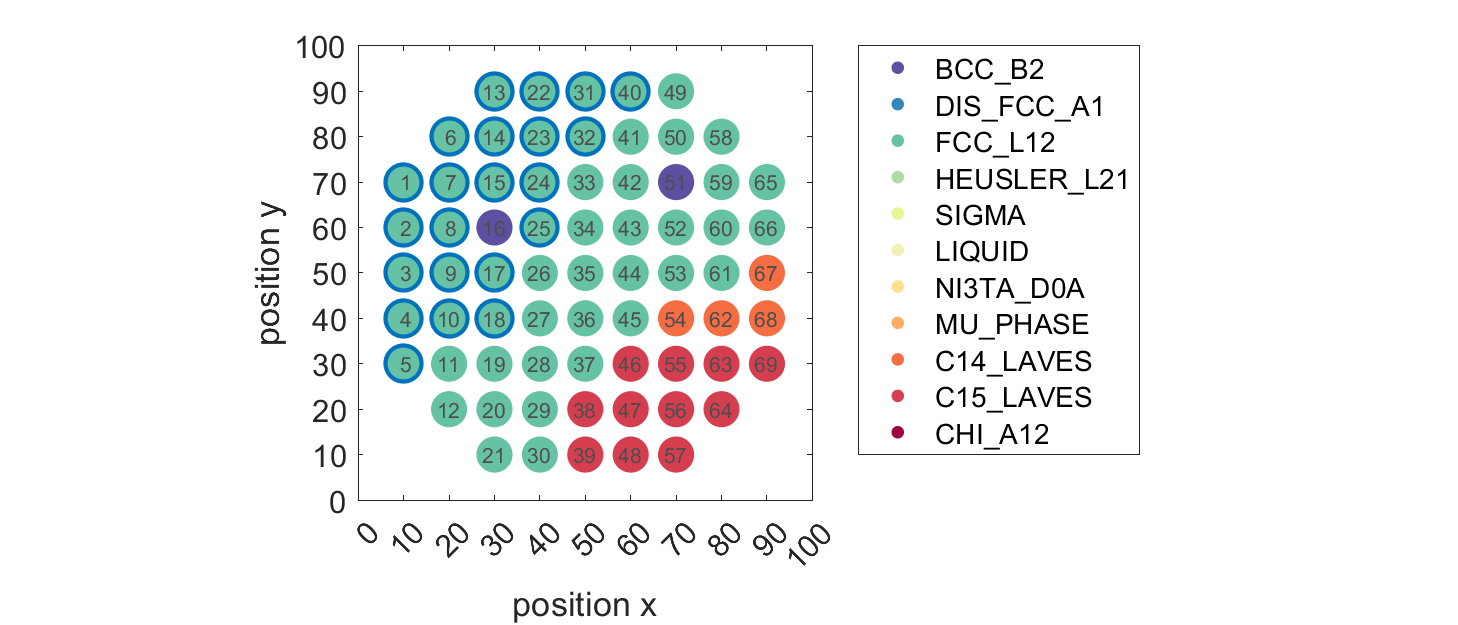 100
90
80
70
60
50
40
30
20
10
0
position y
13 22 31 40 49
6 14 23 32 41 50 58
1 7 15 24 33 42 51 59 65
2 8 16 25 34 43 52 60 66
3 9 17 26 35 44 53 61 67
4 10 18 27 36 45 54 62 68
5 11 19 28 37 46 55 63 69
12 20 29 38 47 56 64
21 30 39 48 57
0 10 20 30 40 50 60 70 80 90 100
position x
BCC_B2
DIS_FCC_A1
FCC_L12
HEUSLER_L21
SIGMA
LIQUID
NI3TA_D0A
MU_PHASE
C14_LAVES
C15_LAVES
CHI_A12